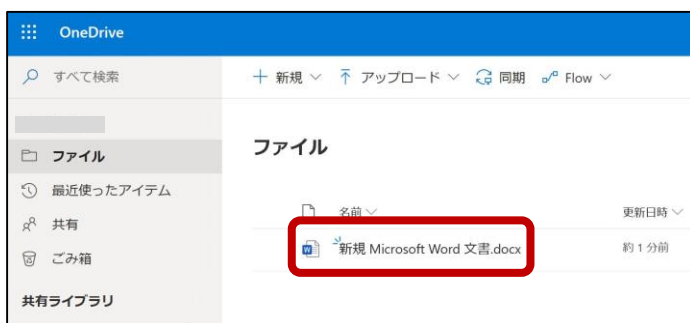 OneDrive
すべて検索
新規 アップロード 同期 Flow
ファイル
最近使ったアイテム
共有
ごみ箱
共有ライブラリ
ファイル
名前 更新日時
新規 Microsoft Word 文書.docx 約 1 分前